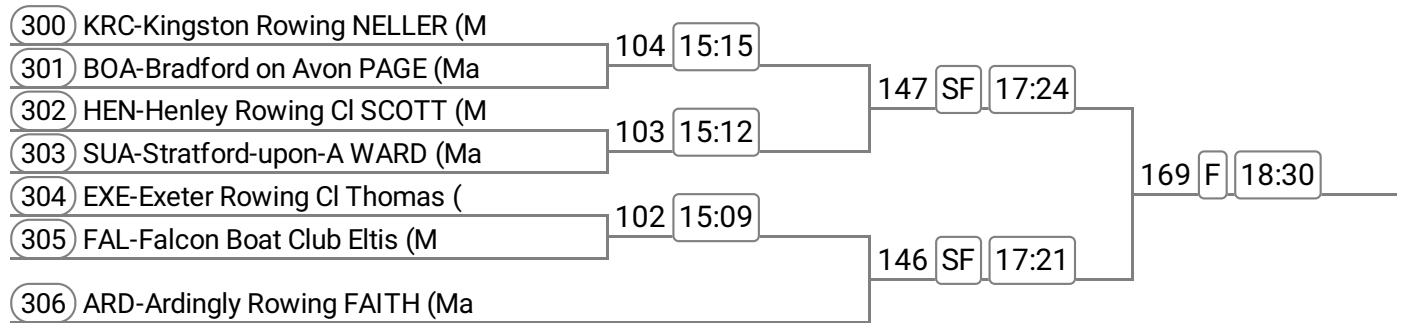 300 KRC-Kingston Rowing NELLER (M
104 15:15
301 BOA-Bradford on Avon PAGE (Ma
147 SF 17:24
302 HEN-Henley Rowing Cl SCOTT (M
103 15:12
303 SUA-Stratford-upon-A WARD (Ma
169 F 18:30
304 EXE-Exeter Rowing Cl Thomas (
102 15:09
305 FAL-Falcon Boat Club Eltis (M
146 SF 17:21
306 ARD-Ardingly Rowing FAITH (Ma